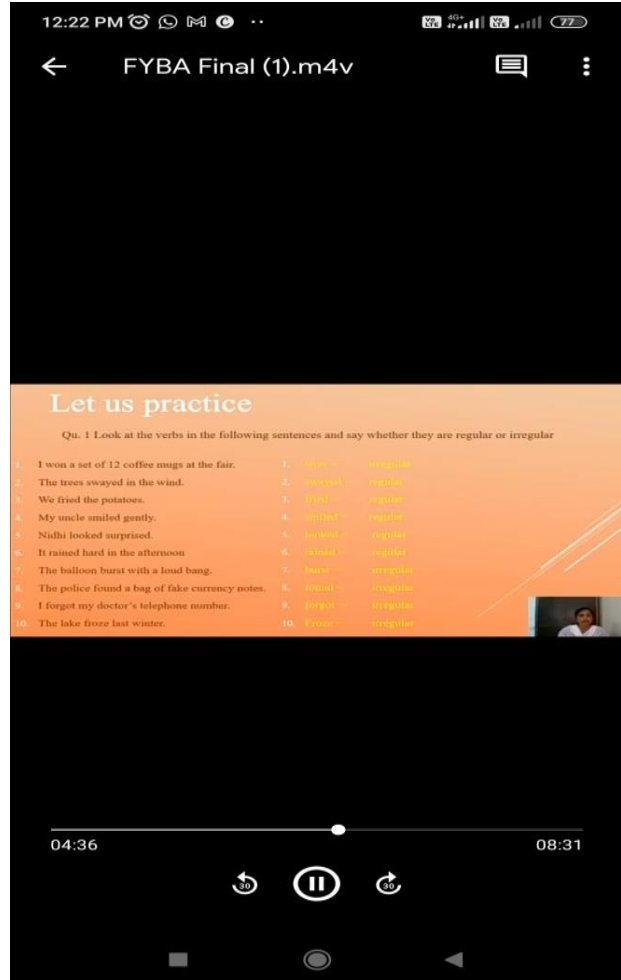 12:22 PM
4G+
77
FYBA Final (1).m4v
Let us practice
Qu. 1 Look at the verbs in the following sentences and say whether they are regular or irregular
1. I won a set of 12 coffee mugs at the fair. 1. won - irregular
2. The trees swayed in the wind. 2. swayed - regular
3. We fried the potatoes. 3. fried - regular
4. My uncle smiled gently. 4. smiled - regular
5. Nidhi looked surprised. 5. looked - regular
6. It rained hard in the afternoon 6. rained - regular
7. The balloon burst with a loud bang. 7. burst - irregular
8. The police found a bag of fake currency notes. 8. found - irregular
9. I forgot my doctor's telephone number. 9. forgot - irregular
10. The lake froze last winter. 10. Froze - irregular
04:36 08:31
30 30